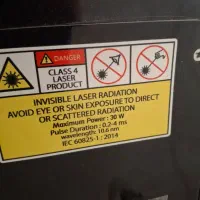 DANGER
CLASS 4
LASER
PRODUCT
INVISIBLE LASER RADIATION
AVOID EYE OR SKIN EXPOSURE TO DIRECT
OR SCATTERED RADIATION
Maximum Power : 30 W
Pulse Duration : 0.2-4 ms
wavelength: 10.6 nm
IEC 60825-1 : 2014